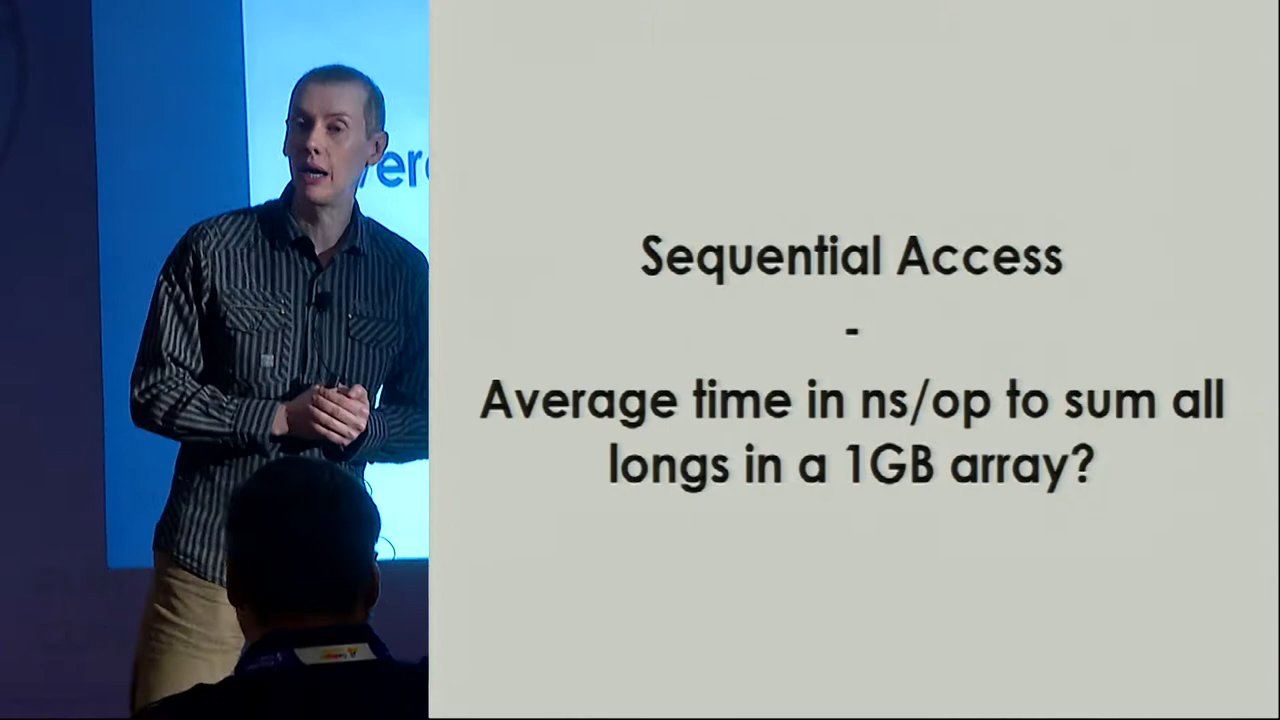 Sequential Access
-
Average time in ns/op to sum all
longs in a 1GB array?